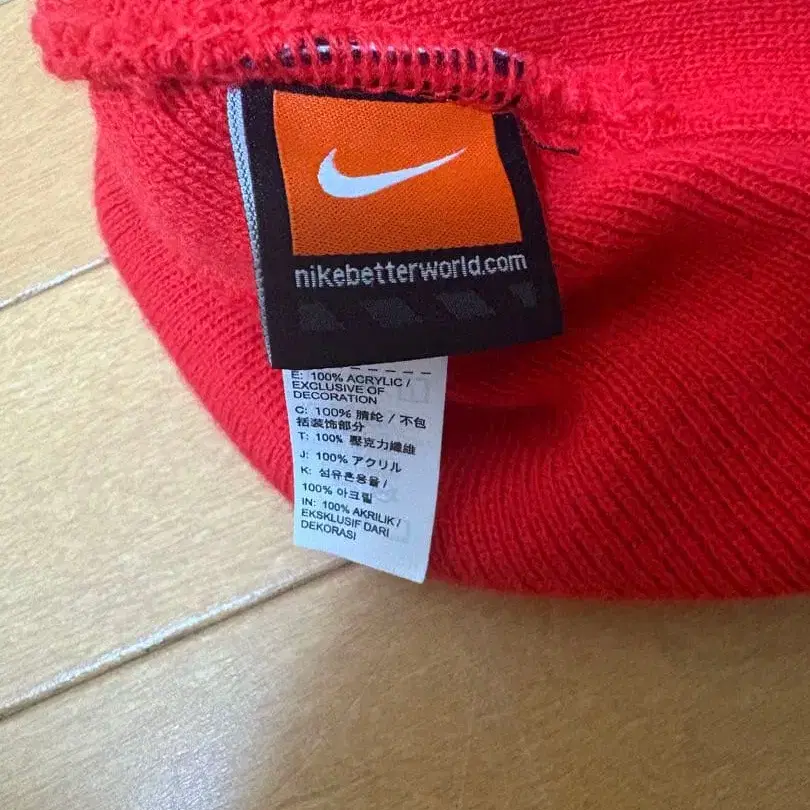 nikebetterworld.com
E: 100% ACRYLIC /
EXCLUSIVE OF
DECORATION
C: 100% 腈纶 / 不包
括装饰部分
T: 100% 壓克力纖維
J: 100% アクリル
K: 섬유혼용율 /
100% 아크릴
IN: 100% AKRILIK /
EKSKLUSIF DARI
DEKORASI